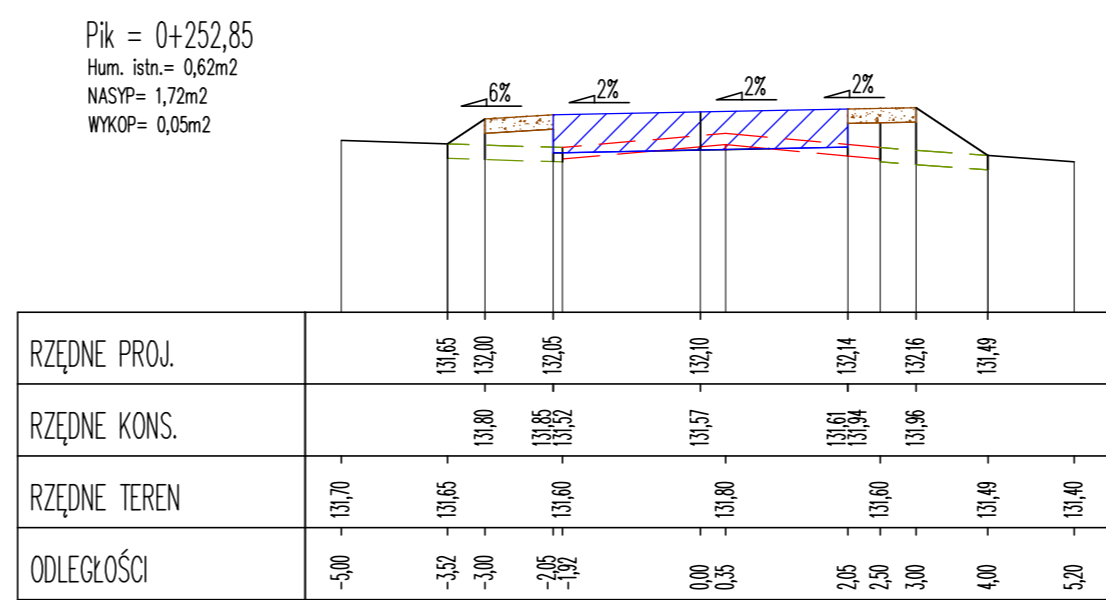 Pik = 0+252,85
Hum. istn.= 0,62m2
NASYP= 1,72m2
WYKOP= 0,05m2
6% 2% 2% 2%
RZĘDNE PROJ. 131,65 132,00 132,05 132,10 132,14 132,16 131,49
RZĘDNE KONS. 131,80 131,85 131,52 131,57 131,61 131,94 131,96
RZĘDNE TEREN 131,70 131,65 131,60 131,80 131,60 131,49 131,40
ODLEGŁOŚCI -5,00 -3,52 -3,00 -2,05 -1,92 0,00 0,35 2,05 2,50 3,00 4,00 5,20